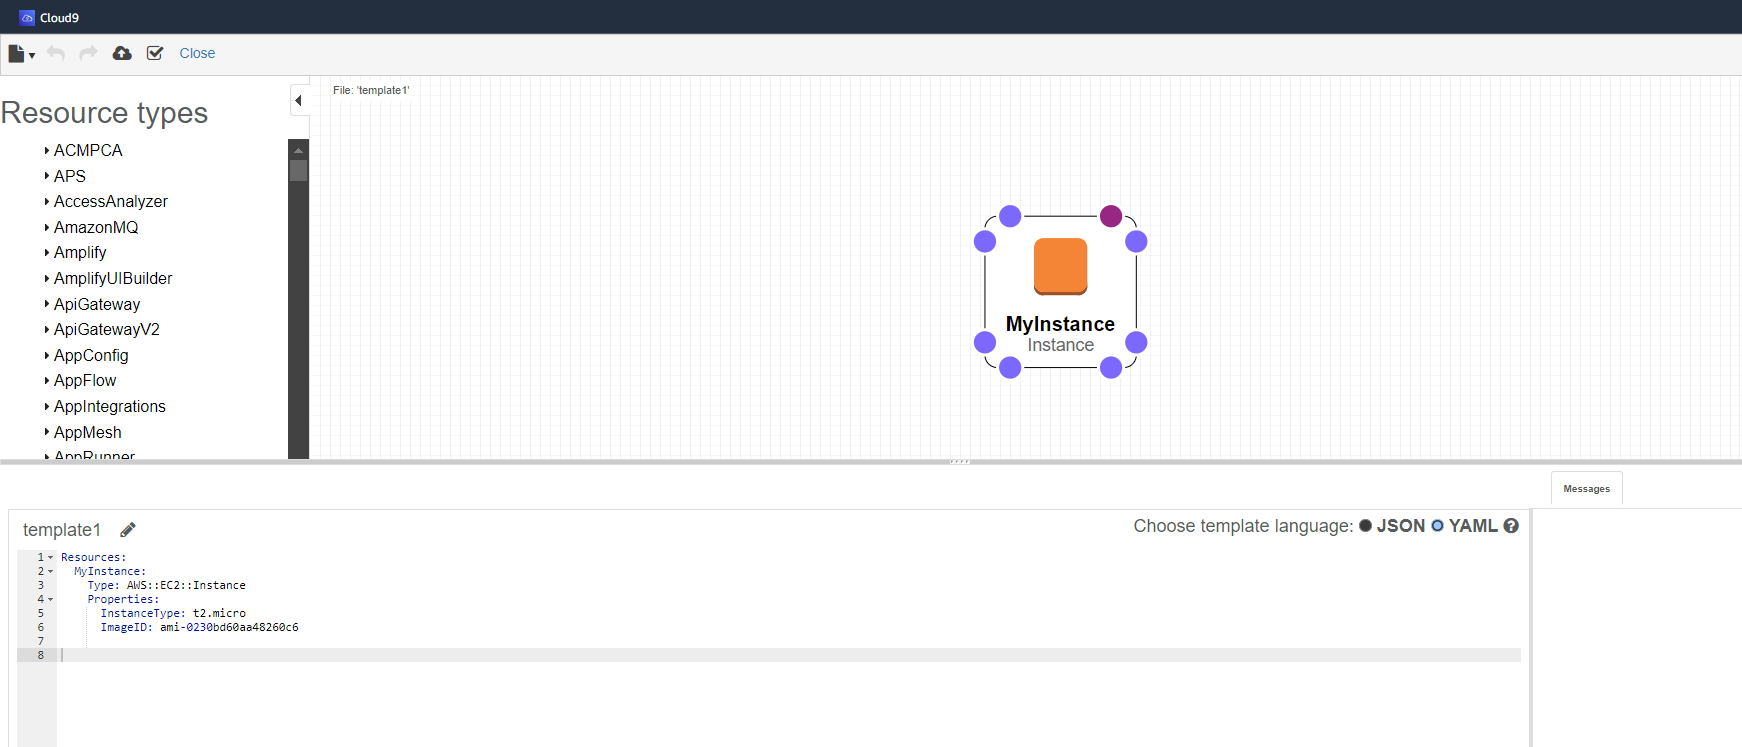 Cloud9
Close
File: 'template1'
Resource types
ACMPCA
APS
AccessAnalyzer
AmazonMQ
Amplify
AmplifyUIBuilder
ApiGateway
ApiGatewayV2
AppConfig
AppFlow
AppIntegrations
AppMesh
AppRunner
MyInstance
Instance
Messages
template1
Choose template language: JSON YAML ?
1 Resources:
2 MyInstance:
3 Type: AWS::EC2::Instance
4 Properties:
5 InstanceType: t2.micro
6 ImageID: ami-0230bd60aa48260c6
7
8